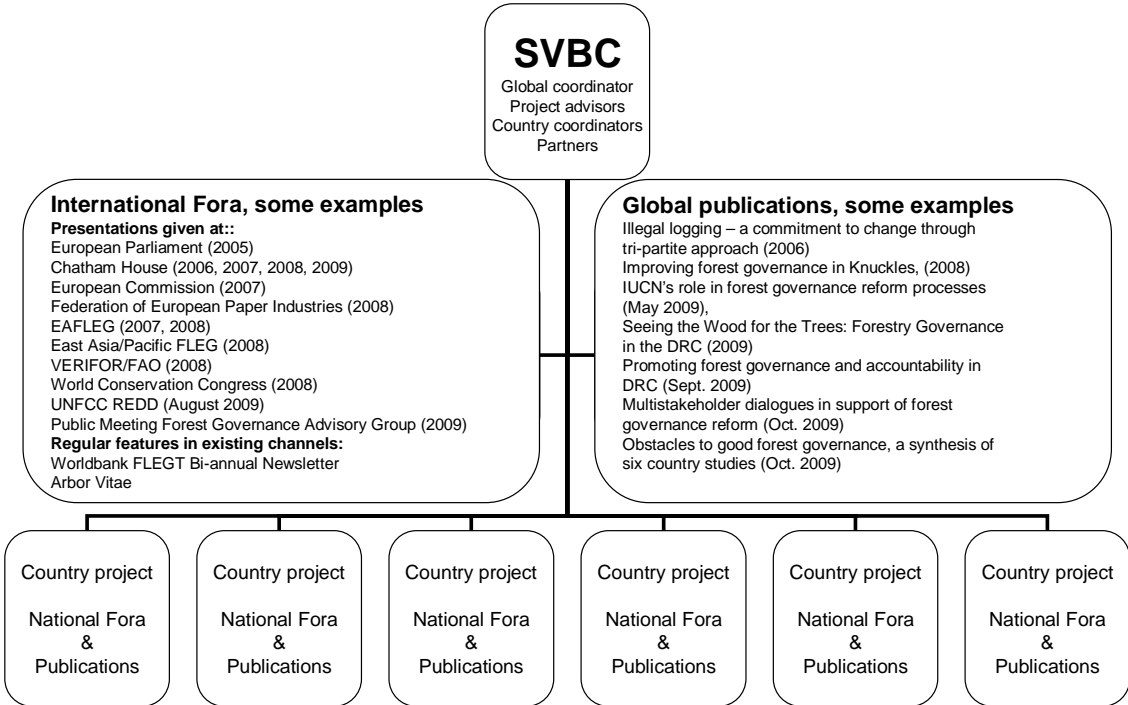 SVBC
Global coordinator
Project advisors
Country coordinators
Partners
International Fora, some examples
Presentations given at::
European Parliament (2005)
Chatham House (2006, 2007, 2008, 2009)
European Commission (2007)
Federation of European Paper Industries (2008)
EAFLEG (2007, 2008)
East Asia/Pacific FLEG (2008)
VERIFOR/FAO (2008)
World Conservation Congress (2008)
UNFCC REDD (August 2009)
Public Meeting Forest Governance Advisory Group (2009)
Regular features in existing channels:
Worldbank FLEGT Bi-annual Newsletter
Arbor Vitae
Global publications, some examples
Illegal logging – a commitment to change through
tri-partite approach (2006)
Improving forest governance in Knuckles, (2008)
IUCN's role in forest governance reform processes
(May 2009),
Seeing the Wood for the Trees: Forestry Governance
in the DRC (2009)
Promoting forest governance and accountability in
DRC (Sept. 2009)
Multistakeholder dialogues in support of forest
governance reform (Oct. 2009)
Obstacles to good forest governance, a synthesis of
six country studies (Oct. 2009)
Country project
National Fora
&
Publications
Country project
National Fora
&
Publications
Country project
National Fora
&
Publications
Country project
National Fora
&
Publications
Country project
National Fora
&
Publications
Country project
National Fora
&
Publications